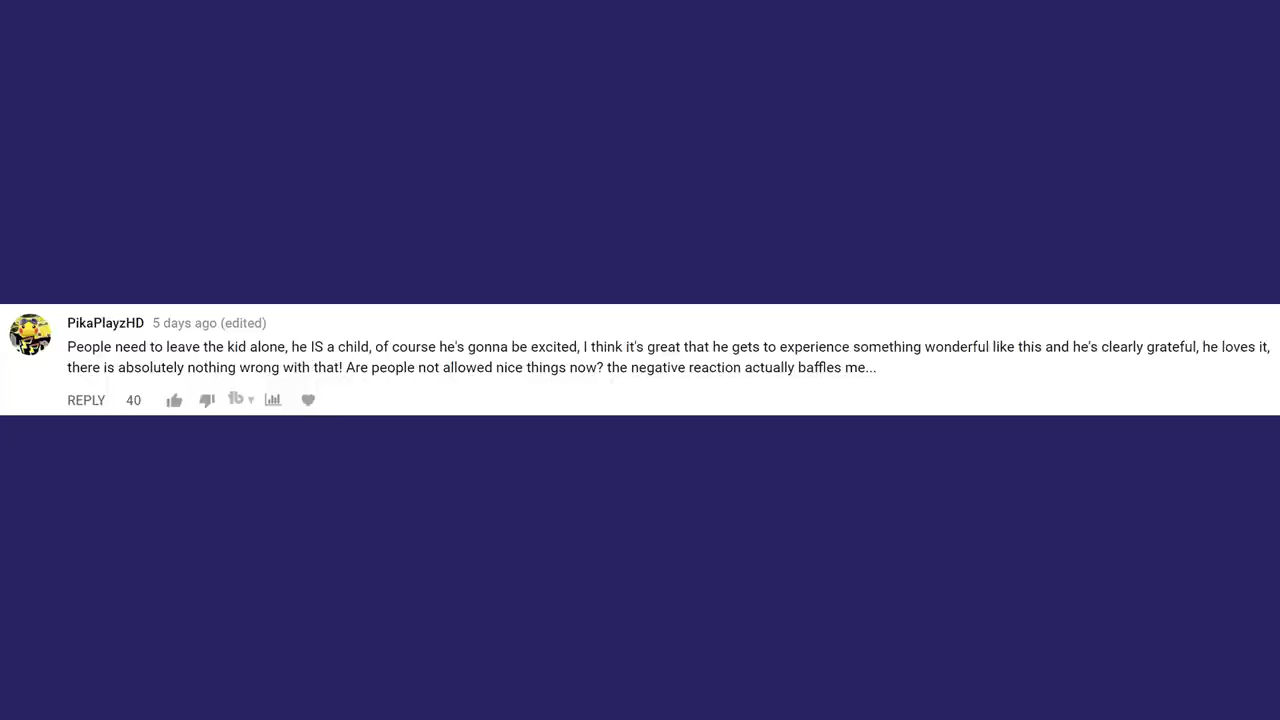 PikaPlayzHD 5 days ago (edited)
People need to leave the kid alone, he IS a child, of course he's gonna be excited, I think it's great that he gets to experience something wonderful like this and he's clearly grateful, he loves it,
there is absolutely nothing wrong with that! Are people not allowed nice things now? the negative reaction actually baffles me...
REPLY 40 tb